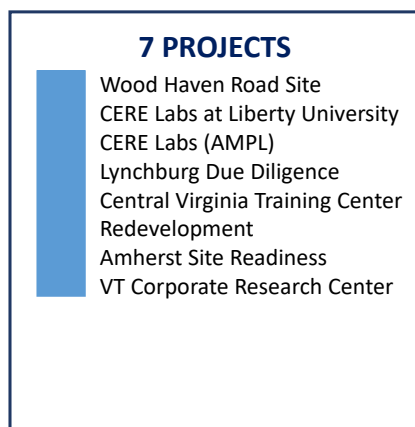 7 PROJECTS
Wood Haven Road Site
CERE Labs at Liberty University
CERE Labs (AMPL)
Lynchburg Due Diligence
Central Virginia Training Center
Redevelopment
Amherst Site Readiness
VT Corporate Research Center